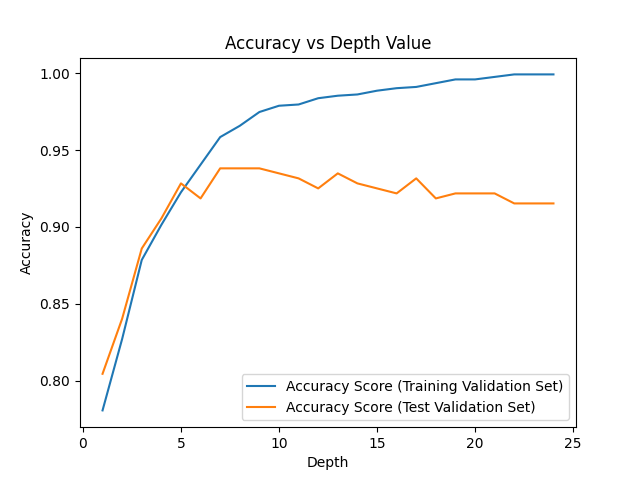 Accuracy vs Depth Value
1.00
0.95
0.90
0.85
0.80
Accuracy
Accuracy Score (Training Validation Set)
Accuracy Score (Test Validation Set)
0 5 10 15 20 25
Depth